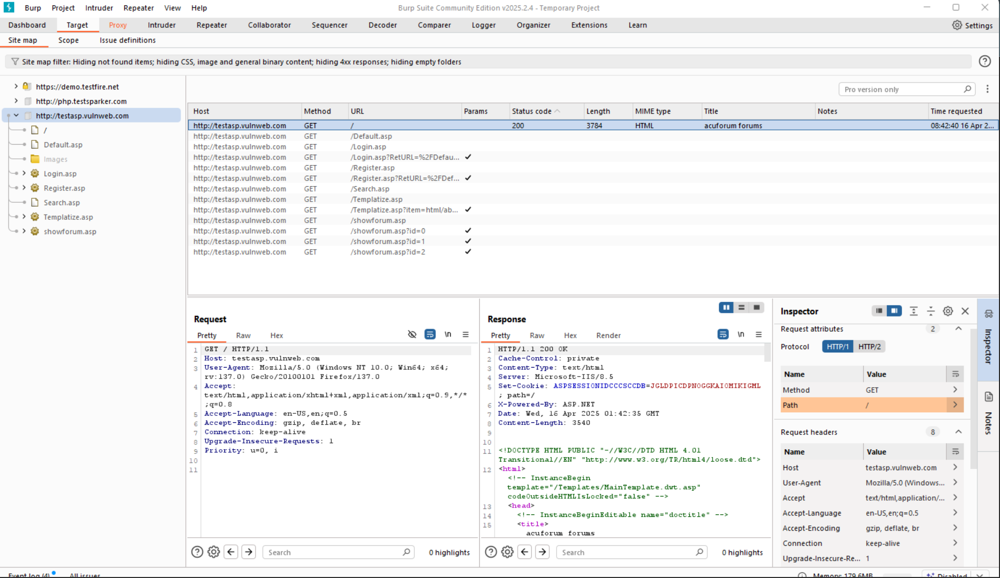 Burp Project Intruder Repeater View Help Burp Suite Community Edition v2025.2.4 - Temporary Project
Dashboard Target Proxy Intruder Repeater Collaborator Sequencer Decoder Comparer Logger Organizer Extensions Learn Settings
Site map Scope Issue definitions
Site map filter: Hiding not found items; hiding CSS, image and general binary content; hiding 4xx responses; hiding empty folders
https://demo.testfire.net
http://php.testsparker.com
http://testasp.vulnweb.com
/
Default.asp
Images
Login.asp
Register.asp
Search.asp
Templatize.asp
showforum.asp
Pro version only
Host Method URL Params Status code Length MIME type Title Notes Time requested
http://testasp.vulnweb.com GET / 200 3784 HTML acuforum forums 08:42:40 16 Apr 2...
http://testasp.vulnweb.com GET /Default.asp
http://testasp.vulnweb.com GET /Login.asp
http://testasp.vulnweb.com GET /Login.asp?RetURL=%2FDefau... ✓
http://testasp.vulnweb.com GET /Register.asp
http://testasp.vulnweb.com GET /Register.asp?RetURL=%2FDef... ✓
http://testasp.vulnweb.com GET /Search.asp
http://testasp.vulnweb.com GET /Templatize.asp
http://testasp.vulnweb.com GET /Templatize.asp?item=html/ab... ✓
http://testasp.vulnweb.com GET /showforum.asp
http://testasp.vulnweb.com GET /showforum.asp?id=0 ✓
http://testasp.vulnweb.com GET /showforum.asp?id=1 ✓
http://testasp.vulnweb.com GET /showforum.asp?id=2 ✓
Request
Pretty Raw Hex \n
1 GET / HTTP/1.1
2 Host: testasp.vulnweb.com
3 User-Agent: Mozilla/5.0 (Windows NT 10.0; Win64; x64;
rv:137.0) Gecko/20100101 Firefox/137.0
4 Accept:
text/html,application/xhtml+xml,application/xml;q=0.9,*/*
;q=0.8
5 Accept-Language: en-US,en;q=0.5
6 Accept-Encoding: gzip, deflate, br
7 Connection: keep-alive
8 Upgrade-Insecure-Requests: 1
9 Priority: u=0, i
10
11
Search 0 highlights
Response
Pretty Raw Hex Render \n
1 HTTP/1.1 200 OK
2 Cache-Control: private
3 Content-Type: text/html
4 Server: Microsoft-IIS/8.5
5 Set-Cookie: ASPSESSIONIDCCCSCCDB=JGLDPICDPNOGGKAIOMIKIGML
; path=/
6 X-Powered-By: ASP.NET
7 Date: Wed, 16 Apr 2025 01:42:35 GMT
8 Content-Length: 3540
9
10
11 <!DOCTYPE HTML PUBLIC "-//W3C//DTD HTML 4.01
Transitional//EN" "http://www.w3.org/TR/html4/loose.dtd">
12 <html>
<!-- InstanceBegin
template="/Templates/MainTemplate.dwt.asp"
codeOutsideHTMLIsLocked="false" -->
13 <head>
14 <!-- InstanceBeginEditable name="doctitle" -->
15 <title>
acuforum forums
Search 0 highlights
Inspector
Request attributes 2
Protocol HTTP/1 HTTP/2
Name Value
Method GET
Path /
Request headers 8
Name Value
Host testasp.vulnweb.com
User-Agent Mozilla/5.0 (Windows...
Accept text/html,application/...
Accept-Language en-US,en;q=0.5
Accept-Encoding gzip, deflate, br
Connection keep-alive
Upgrade-Insecure-Re... 1
Inspector
Notes
Event log (4) All issues Memory: 179.6MB Disabled